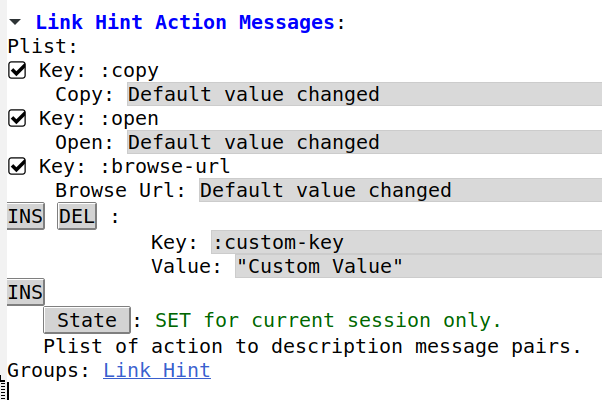 Link Hint Action Messages:
Plist:
Key: :copy
Copy: Default value changed
Key: :open
Open: Default value changed
Key: :browse-url
Browse Url: Default value changed
INS DEL :
Key: :custom-key
Value: "Custom Value"
INS
State : SET for current session only.
Plist of action to description message pairs.
Groups: Link Hint